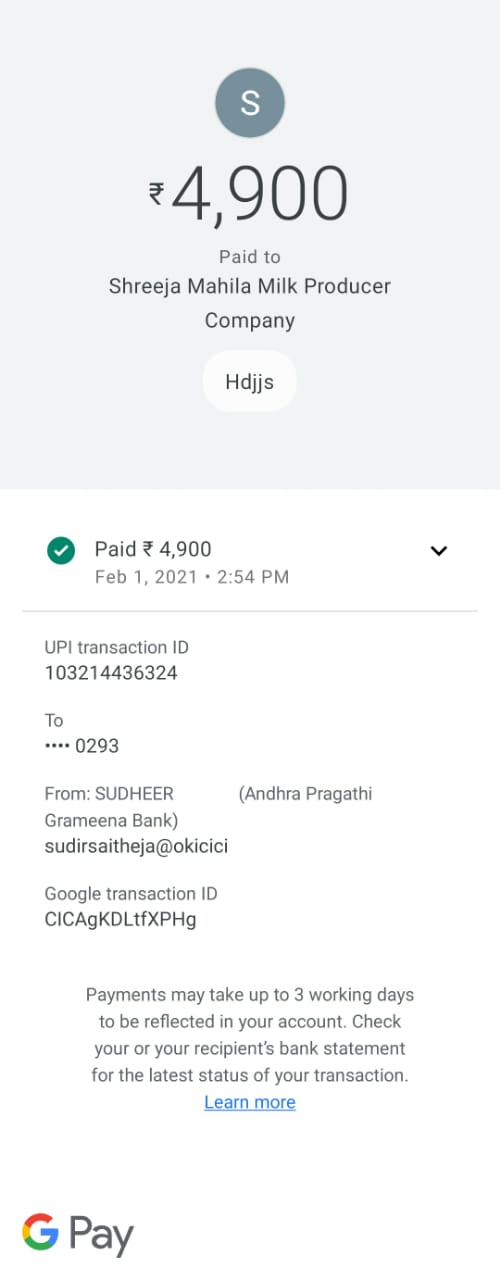 S
₹4,900
Paid to
Shreeja Mahila Milk Producer
Company
Hdjjs
Paid ₹ 4,900
Feb 1, 2021 • 2:54 PM
UPI transaction ID
103214436324
To
•••• 0293
From: SUDHEER (Andhra Pragathi
Grameena Bank)
sudirsaitheja@okicici
Google transaction ID
CICAgKDLtfXPHg
Payments may take up to 3 working days
to be reflected in your account. Check
your or your recipient’s bank statement
for the latest status of your transaction.
Learn more
G Pay